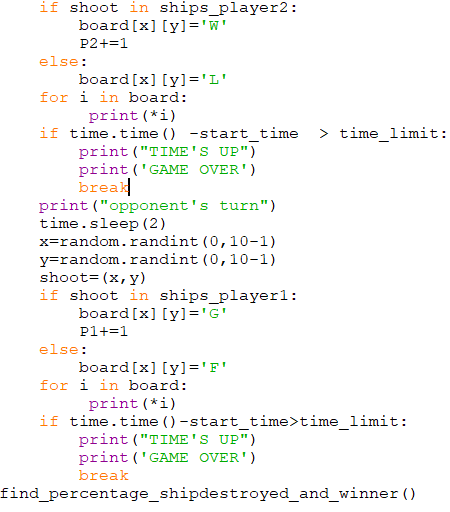 if shoot in ships_player2:
board[x][y]='W'
P2+=1
else:
board[x][y]='L'
for i in board:
print(*i)
if time.time() -start_time  > time_limit:
print("TIME'S UP")
print('GAME OVER')
break
print("opponent's turn")
time.sleep(2)
x=random.randint(0,10-1)
y=random.randint(0,10-1)
shoot=(x,y)
if shoot in ships_player1:
board[x][y]='G'
P1+=1
else:
board[x][y]='F'
for i in board:
print(*i)
if time.time()-start_time>time_limit:
print("TIME'S UP")
print('GAME OVER')
break
find_percentage_shipdestroyed_and_winner()